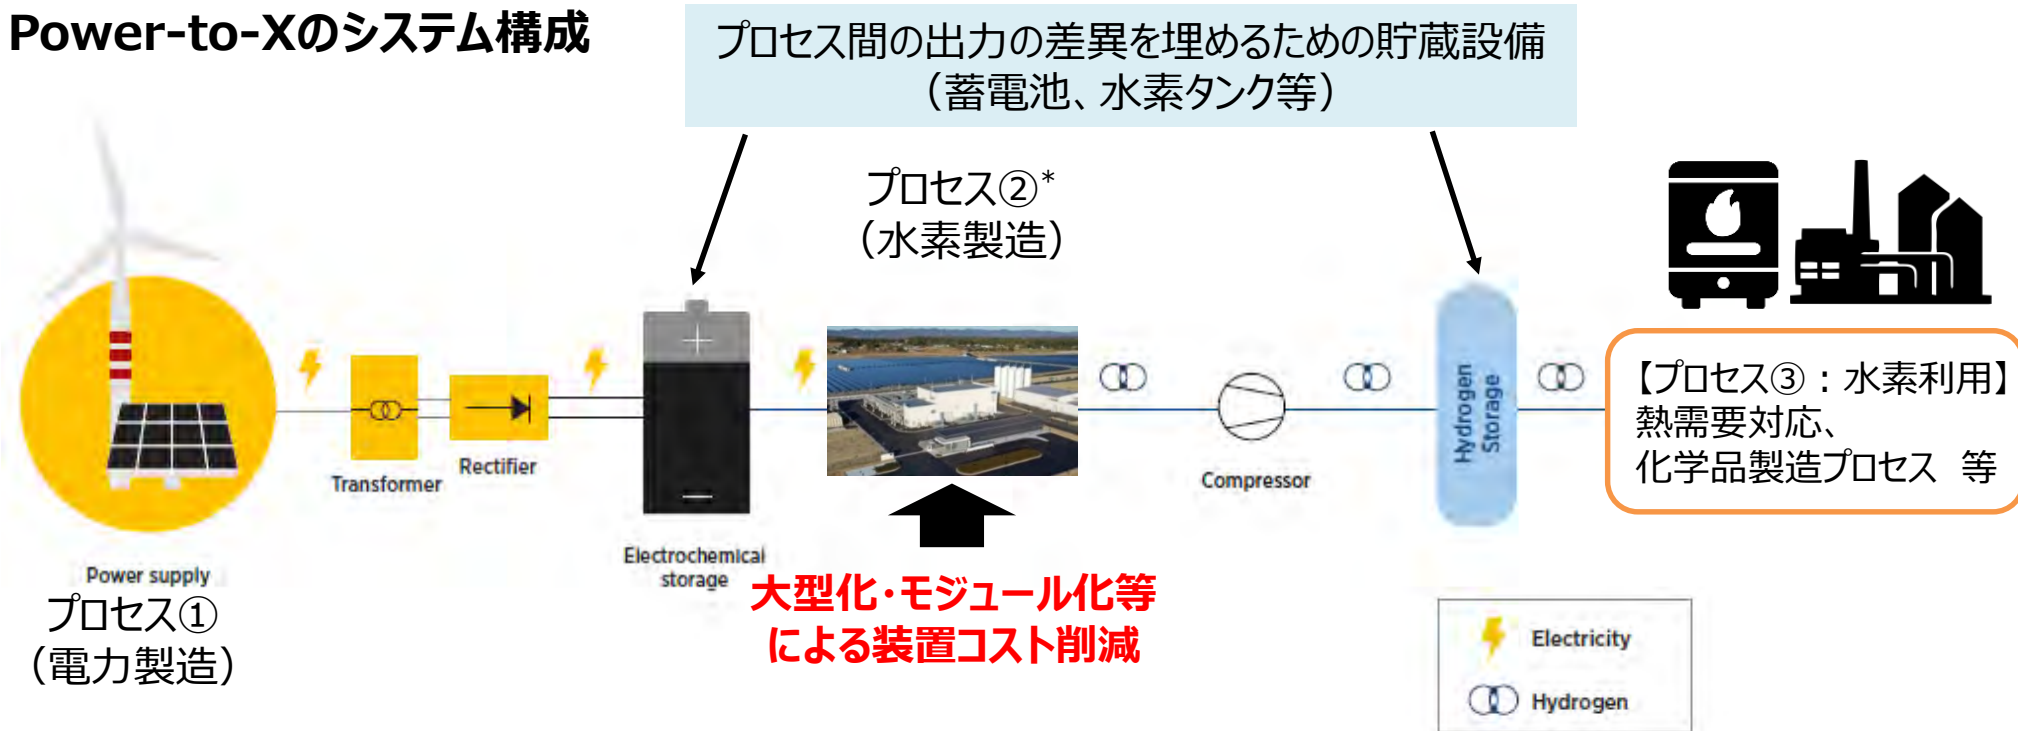 Power-to-Xのシステム構成
プロセス間の出力の差異を埋めるための貯蔵設備
（蓄電池、水素タンク等）
プロセス②*
（水素製造）
Transformer
Rectifier
Electrochemical
storage
Compressor
Hydrogen
Storage
【プロセス③：水素利用】
熱需要対応、
化学品製造プロセス 等
Power supply
プロセス①
（電力製造）
大型化・モジュール化等
による装置コスト削減
Electricity
Hydrogen